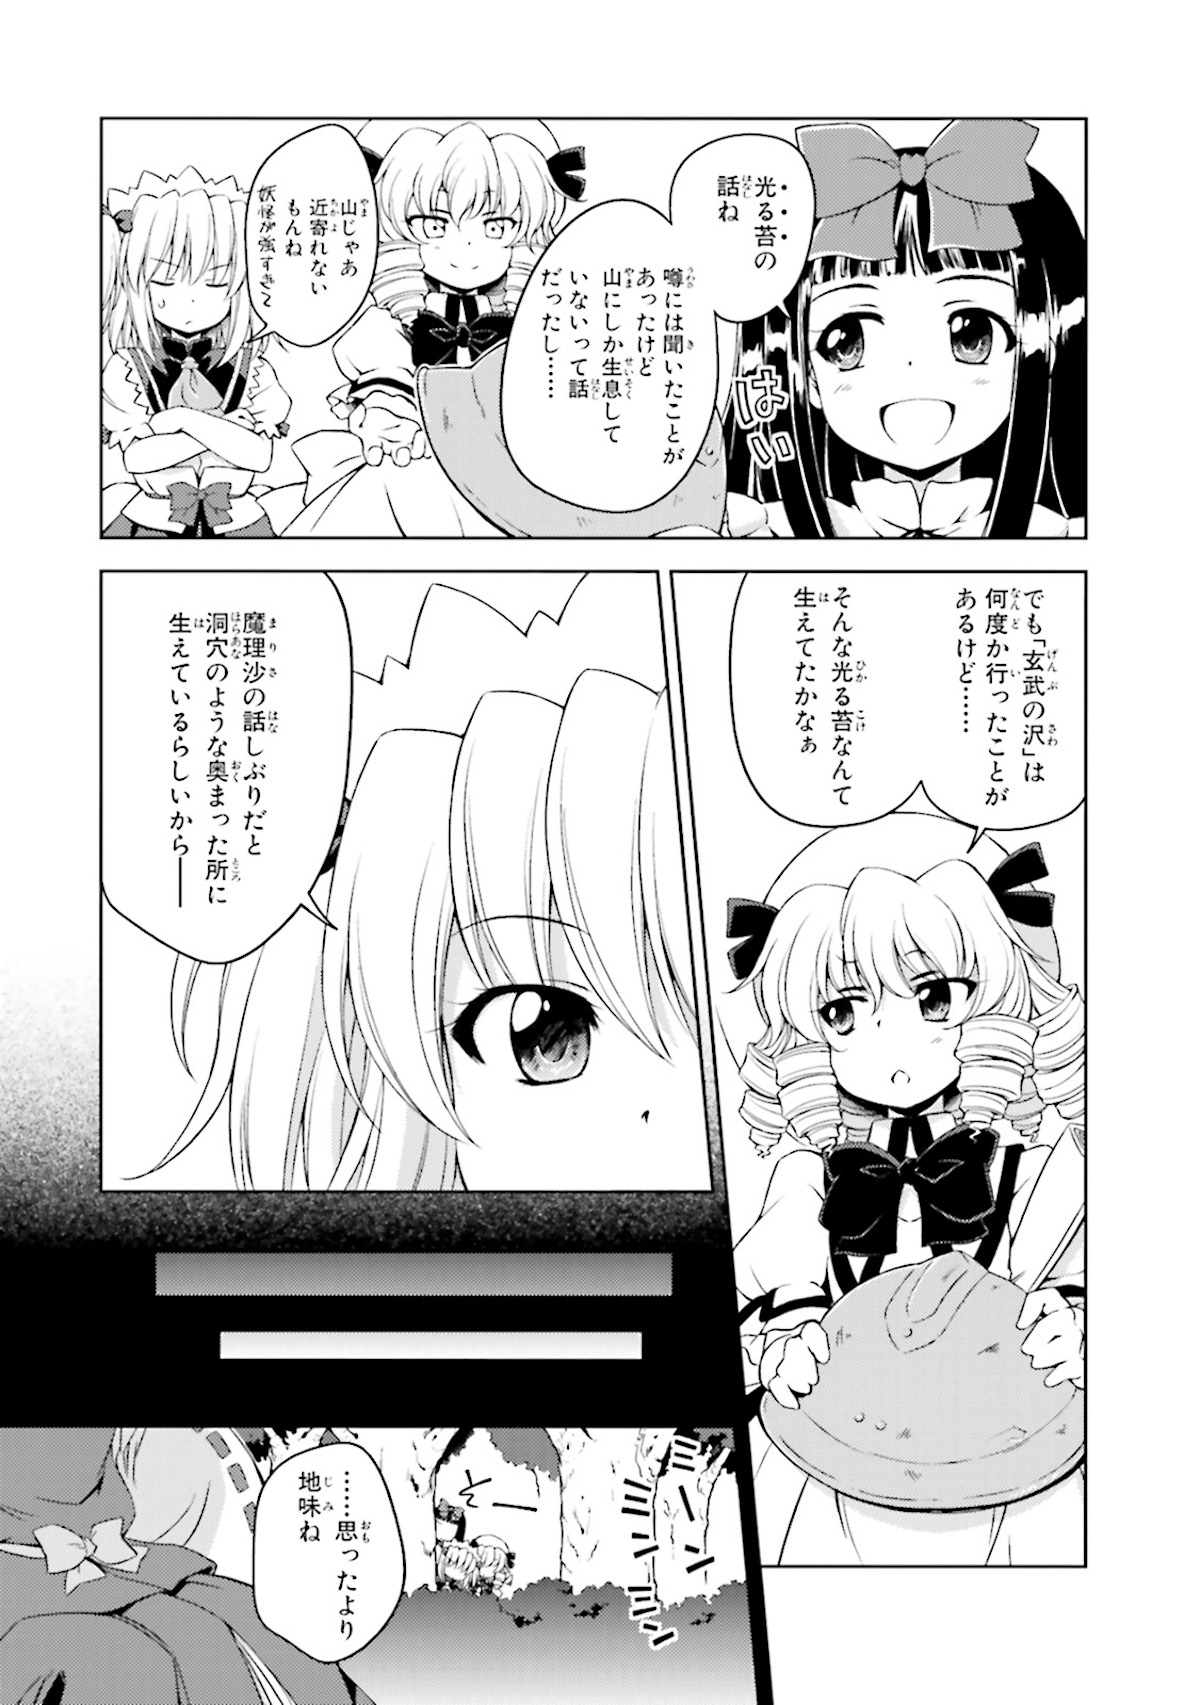 光る苔の
話ね
はーい
噂には聞いたことが
あったけど
山にしか生息して
いないって話
だったし……
山じゃあ
近寄れない
もんね
妖怪が強すぎ〜
でも「玄武の沢」は
何度か行ったことが
あるけど……
そんな光る苔なんて
生えてたかなぁ
魔理沙の話しぶりだと
洞穴のような奥まった所に
生えているらしいから――
ミーンミンミンミン
……思ったより
地味ね